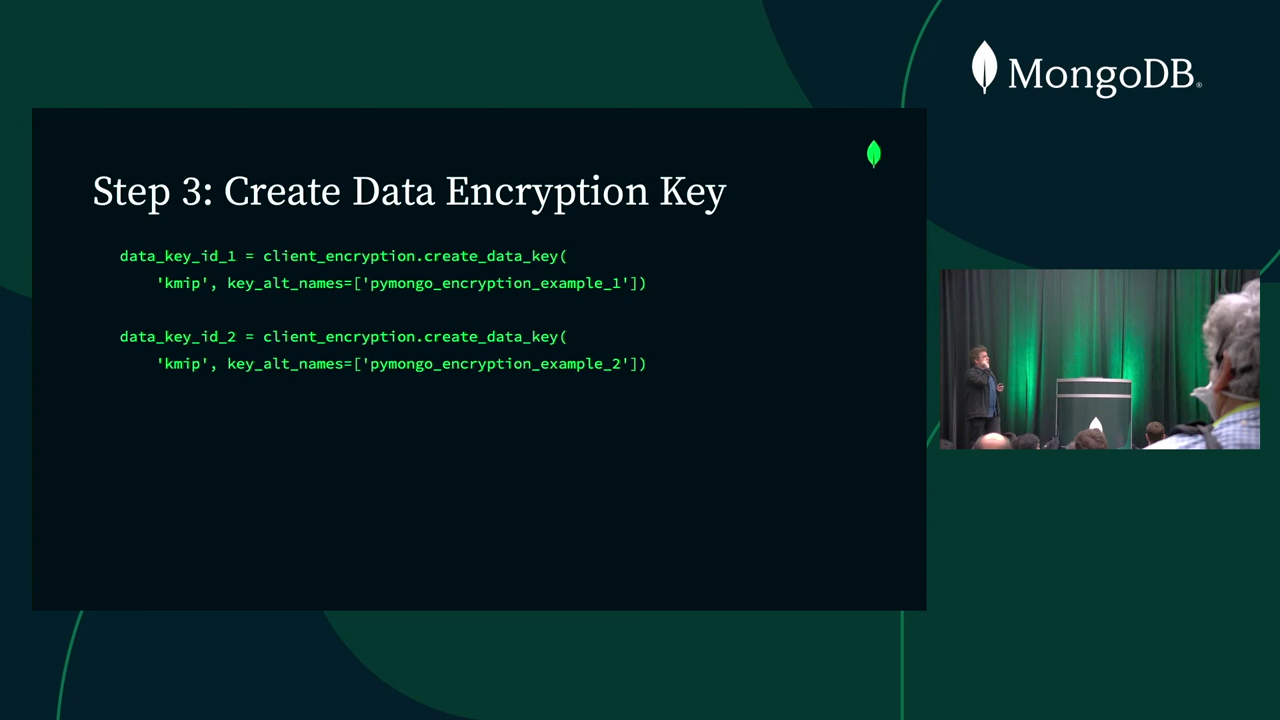 MongoDB®
Step 3: Create Data Encryption Key
data_key_id_1 = client_encryption.create_data_key(
    'kmip', key_alt_names=['pymongo_encryption_example_1'])
data_key_id_2 = client_encryption.create_data_key(
    'kmip', key_alt_names=['pymongo_encryption_example_2'])